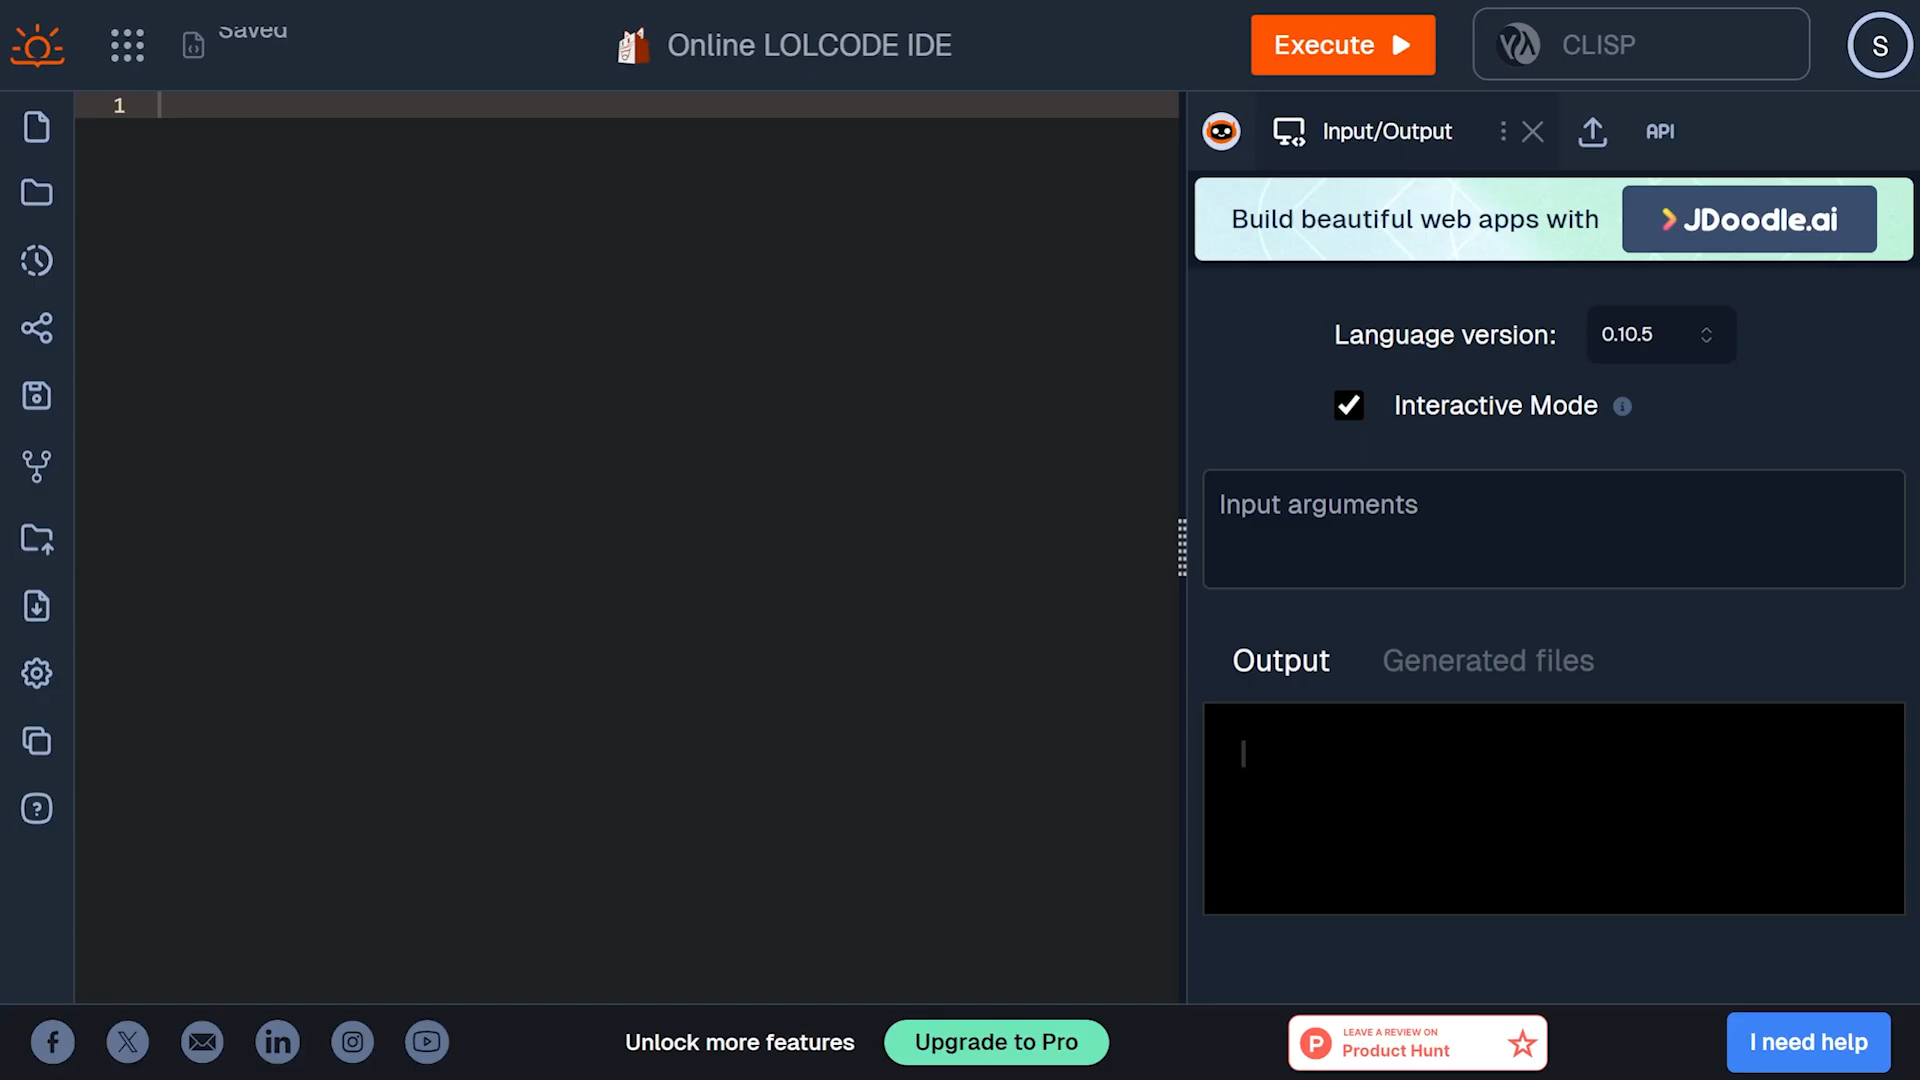 Saved
Online LOLCODE IDE
Execute
CLISP
S
1
Input/Output
API
Build beautiful web apps with
JDoodle.ai
Language version:
0.10.5
Interactive Mode
Input arguments
Output
Generated files
Unlock more features
Upgrade to Pro
LEAVE A REVIEW ON
Product Hunt
I need help